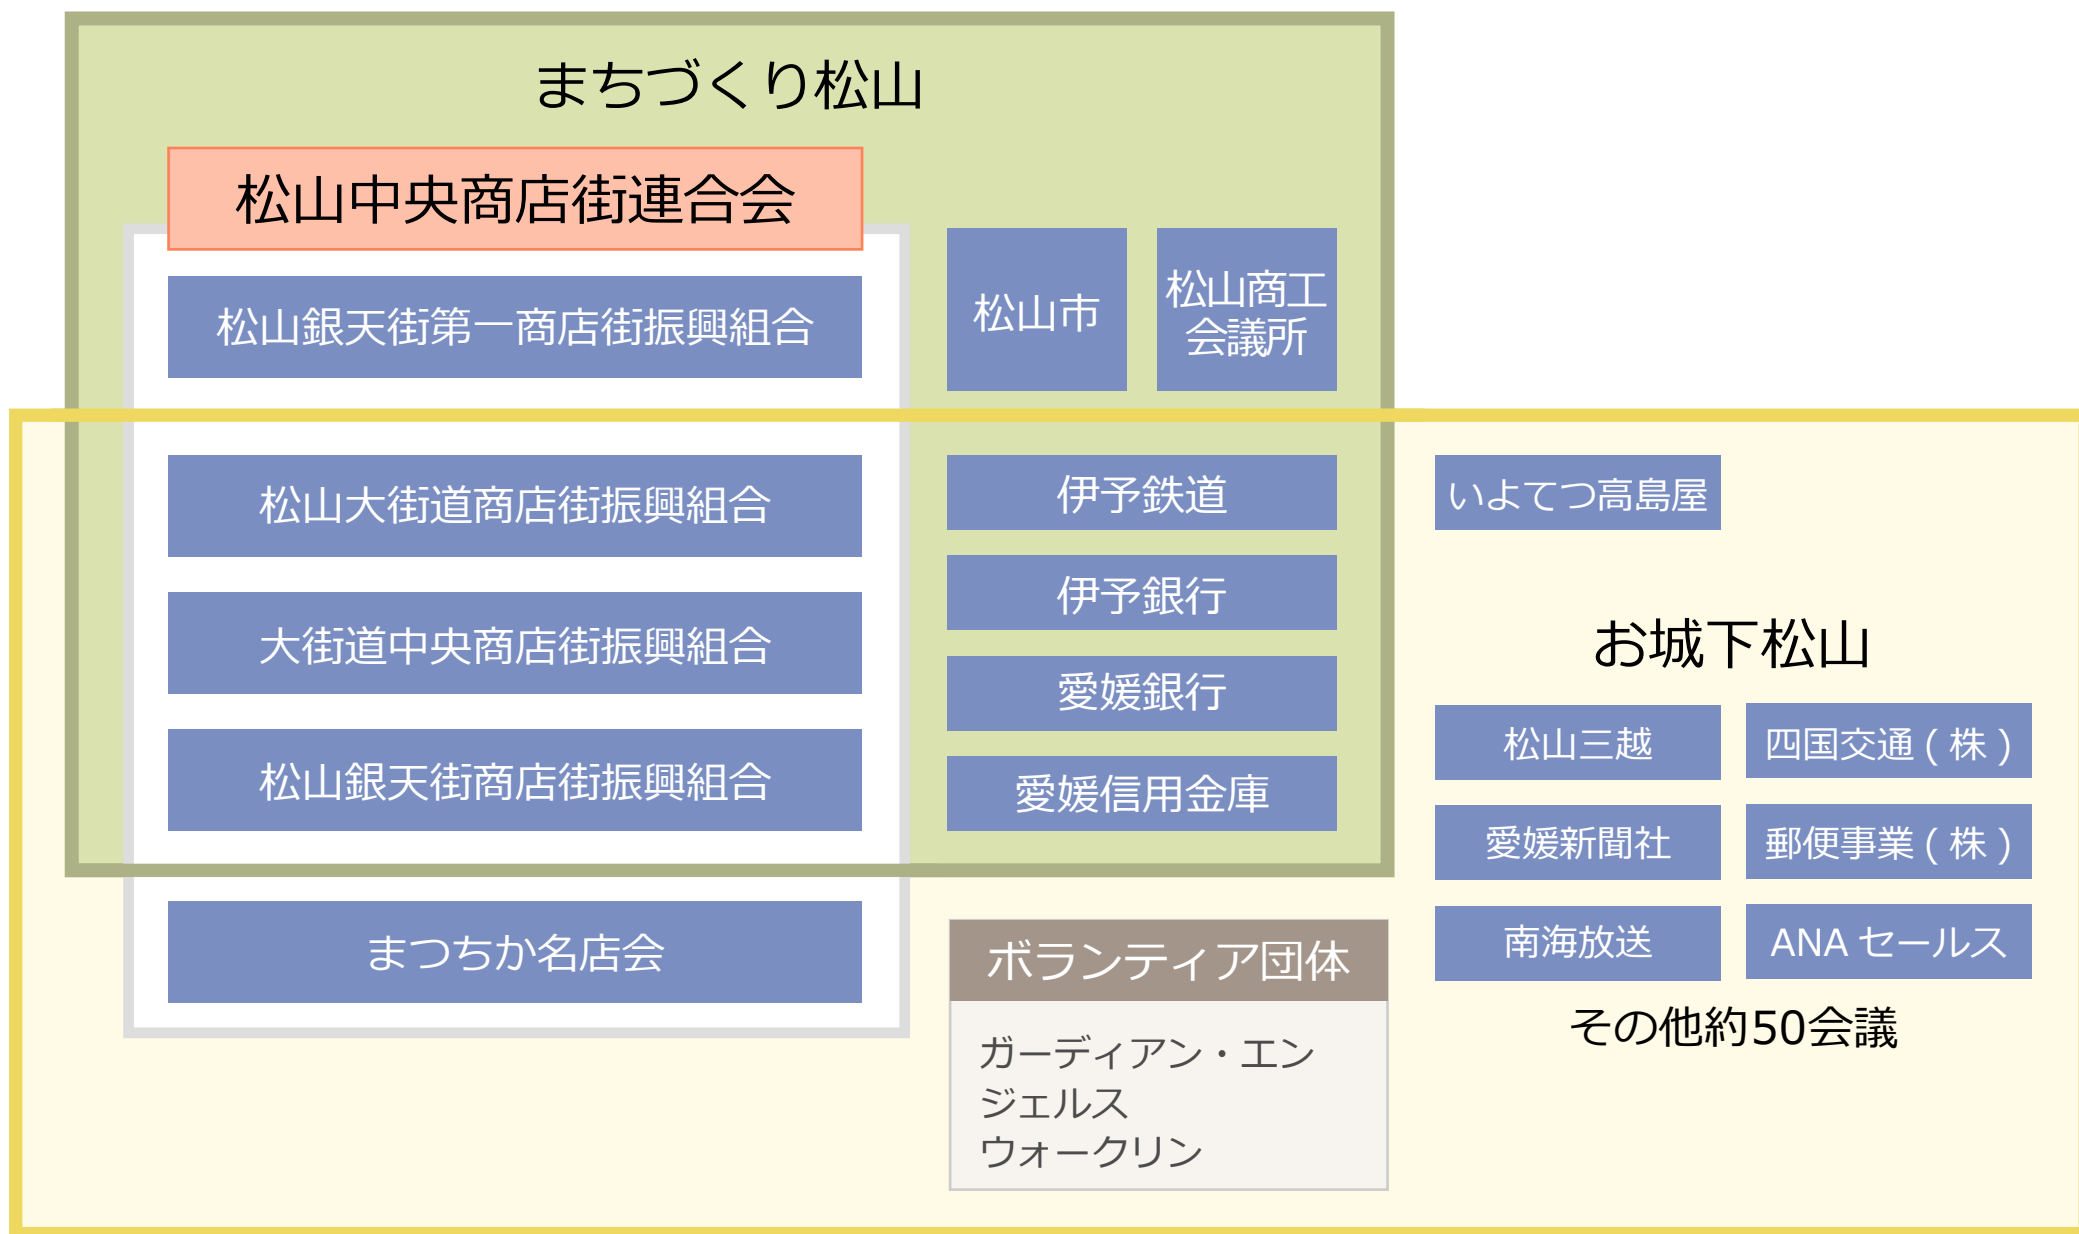 まちづくり松山
松山中央商店街連合会
松山銀天街第一商店街振興組合
松山市
松山商工
会議所
松山大街道商店街振興組合
大街道中央商店街振興組合
松山銀天街商店街振興組合
まつちか名店会
伊予鉄道
伊予銀行
愛媛銀行
愛媛信用金庫
ボランティア団体
ガーディアン・エン
ジェルス
ウォークリン
いよてつ高島屋
お城下松山
松山三越
四国交通 ( 株 )
愛媛新聞社
郵便事業 ( 株 )
南海放送
ANA セールス
その他約50会議